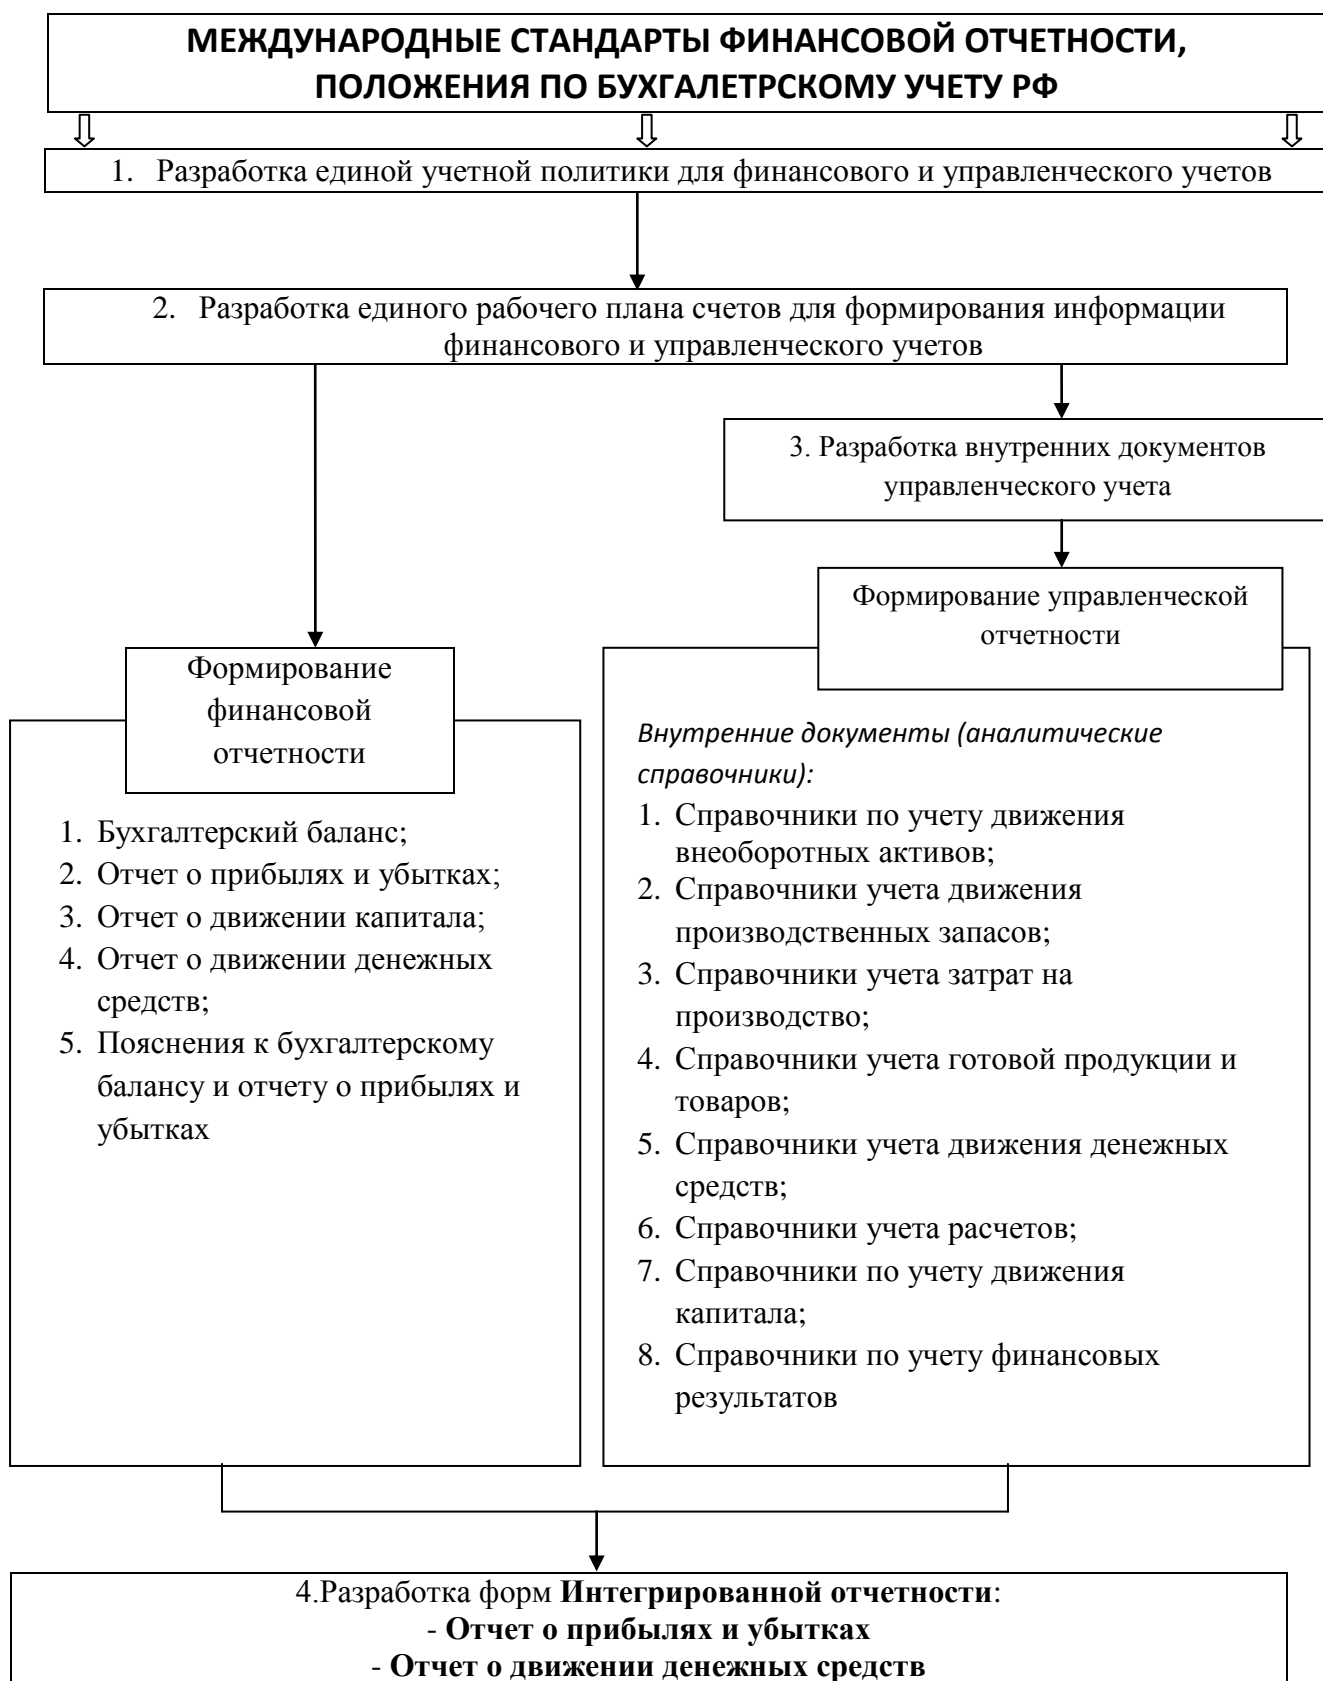 МЕЖДУНАРОДНЫЕ СТАНДАРТЫ ФИНАНСОВОЙ ОТЧЕТНОСТИ,
ПОЛОЖЕНИЯ ПО БУХГАЛЕТРСКОМУ УЧЕТУ РФ
1. Разработка единой учетной политики для финансового и управленческого учетов
2. Разработка единого рабочего плана счетов для формирования информации
финансового и управленческого учетов
3. Разработка внутренних документов
управленческого учета
Формирование управленческой
отчетности
Формирование
финансовой
отчетности
1. Бухгалтерский баланс;
2. Отчет о прибылях и убытках;
3. Отчет о движении капитала;
4. Отчет о движении денежных
средств;
5. Пояснения к бухгалтерскому
балансу и отчету о прибылях и
убытках
Внутренние документы (аналитические
справочники):
1. Справочники по учету движения
внеоборотных активов;
2. Справочники учета движения
производственных запасов;
3. Справочники учета затрат на
производство;
4. Справочники учета готовой продукции и
товаров;
5. Справочники учета движения денежных
средств;
6. Справочники учета расчетов;
7. Справочники по учету движения
капитала;
8. Справочники по учету финансовых
результатов
4.Разработка форм Интегрированной отчетности:
- Отчет о прибылях и убытках
- Отчет о движении денежных средств